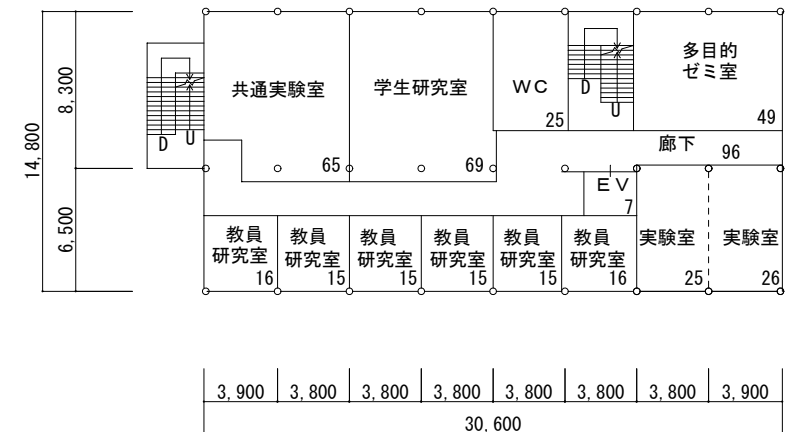 14,800
8,300
6,500
D
U
共通実験室
65
学生研究室
69
WC
25
D
U
多目的
ゼミ室
49
廊下
96
EV
7
教員
研究室
16
教員
研究室
15
教員
研究室
15
教員
研究室
15
教員
研究室
15
教員
研究室
16
実験室
25
実験室
26
3,900
3,800
3,800
3,800
3,800
3,800
3,800
3,900
30,600